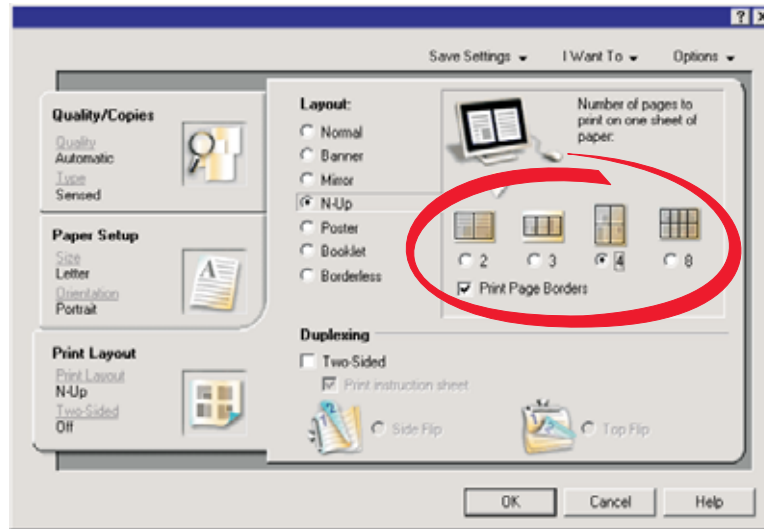 Save Settings I Want To Options
Quality/Copies
Quality
Automatic
Type
Sensed
Paper Setup
Size
Letter
Orientation
Portrait
Print Layout
Print Layout
N-Up
Two-Sided
Off
Layout:
Normal
Banner
Mirror
N-Up
Poster
Booklet
Borderless
Number of pages to
print on one sheet of
paper:
2 3 4 8
Print Page Borders
Duplexing
Two-Sided
Print instruction sheet
Side Flip Top Flip
OK Cancel Help